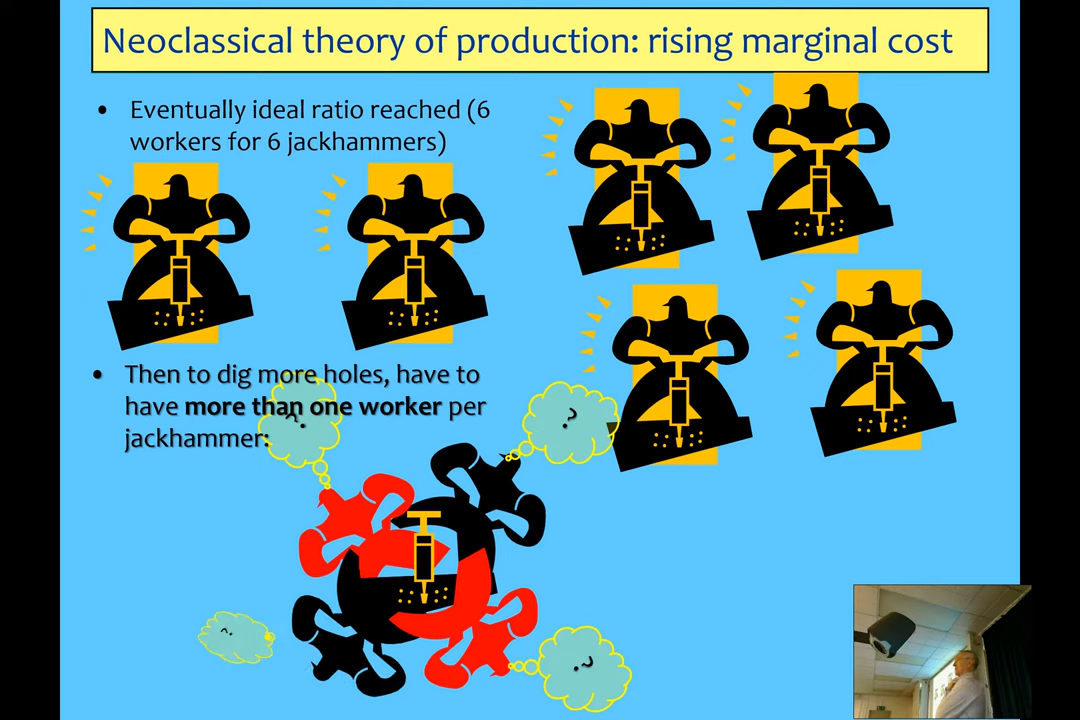 Neoclassical theory of production: rising marginal cost
• Eventually ideal ratio reached (6
workers for 6 jackhammers)
• Then to dig more holes, have to
have more than one worker per
jackhammer:
?
?
?
?